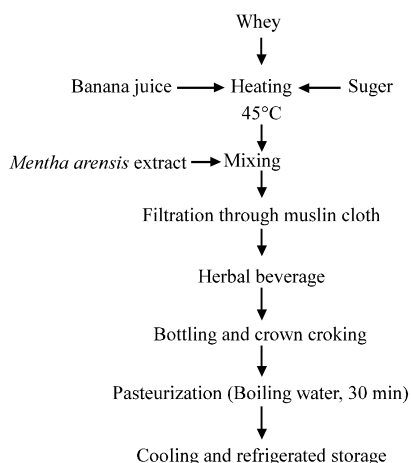 Whey
Banana juice Heating Suger
45°C
Mentha arensis extract Mixing
Filtration through muslin cloth
Herbal beverage
Bottling and crown croking
Pasteurization (Boiling water, 30 min)
Cooling and refrigerated storage